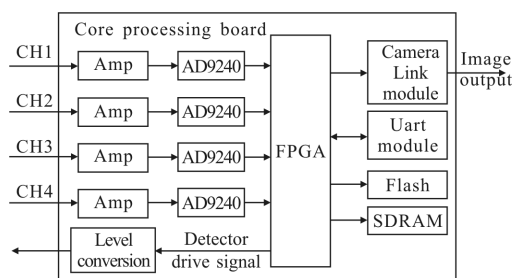 Core processing board
CH1
Amp
AD9240
CH2
Amp
AD9240
CH3
Amp
AD9240
CH4
Amp
AD9240
Level
conversion
Detector
drive signal
FPGA
Camera
Link
module
Image
output
Uart
module
Flash
SDRAM